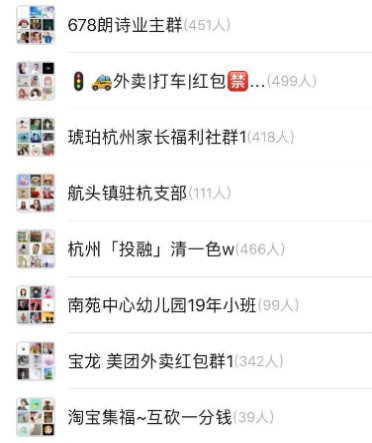 678朗诗业主群(451人)
🚦🚕外卖|打车|红包🈲...(499人)
琥珀杭州家长福利社群1(418人)
航头镇驻杭支部(111人)
杭州「投融」清一色w(466人)
南苑中心幼儿园19年小班(99人)
宝龙 美团外卖红包群1(342人)
淘宝集福~互砍一分钱(39人)